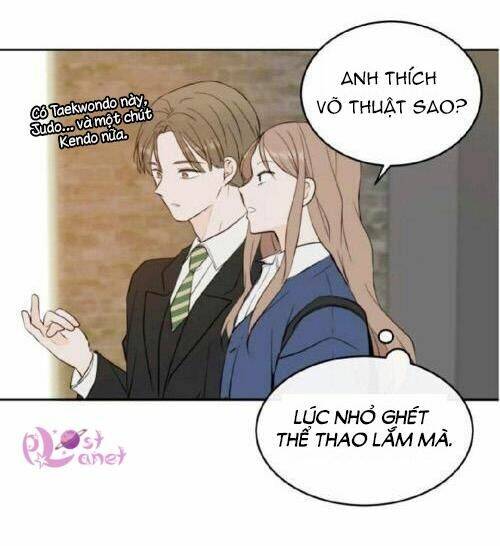 Có Taekwondo này,
Judo... và một chút
Kendo nữa.
ANH THÍCH
VÕ THUẬT SAO?
LÚC NHỎ GHÉT
THỂ THAO LẮM MÀ.
Lost
Planet